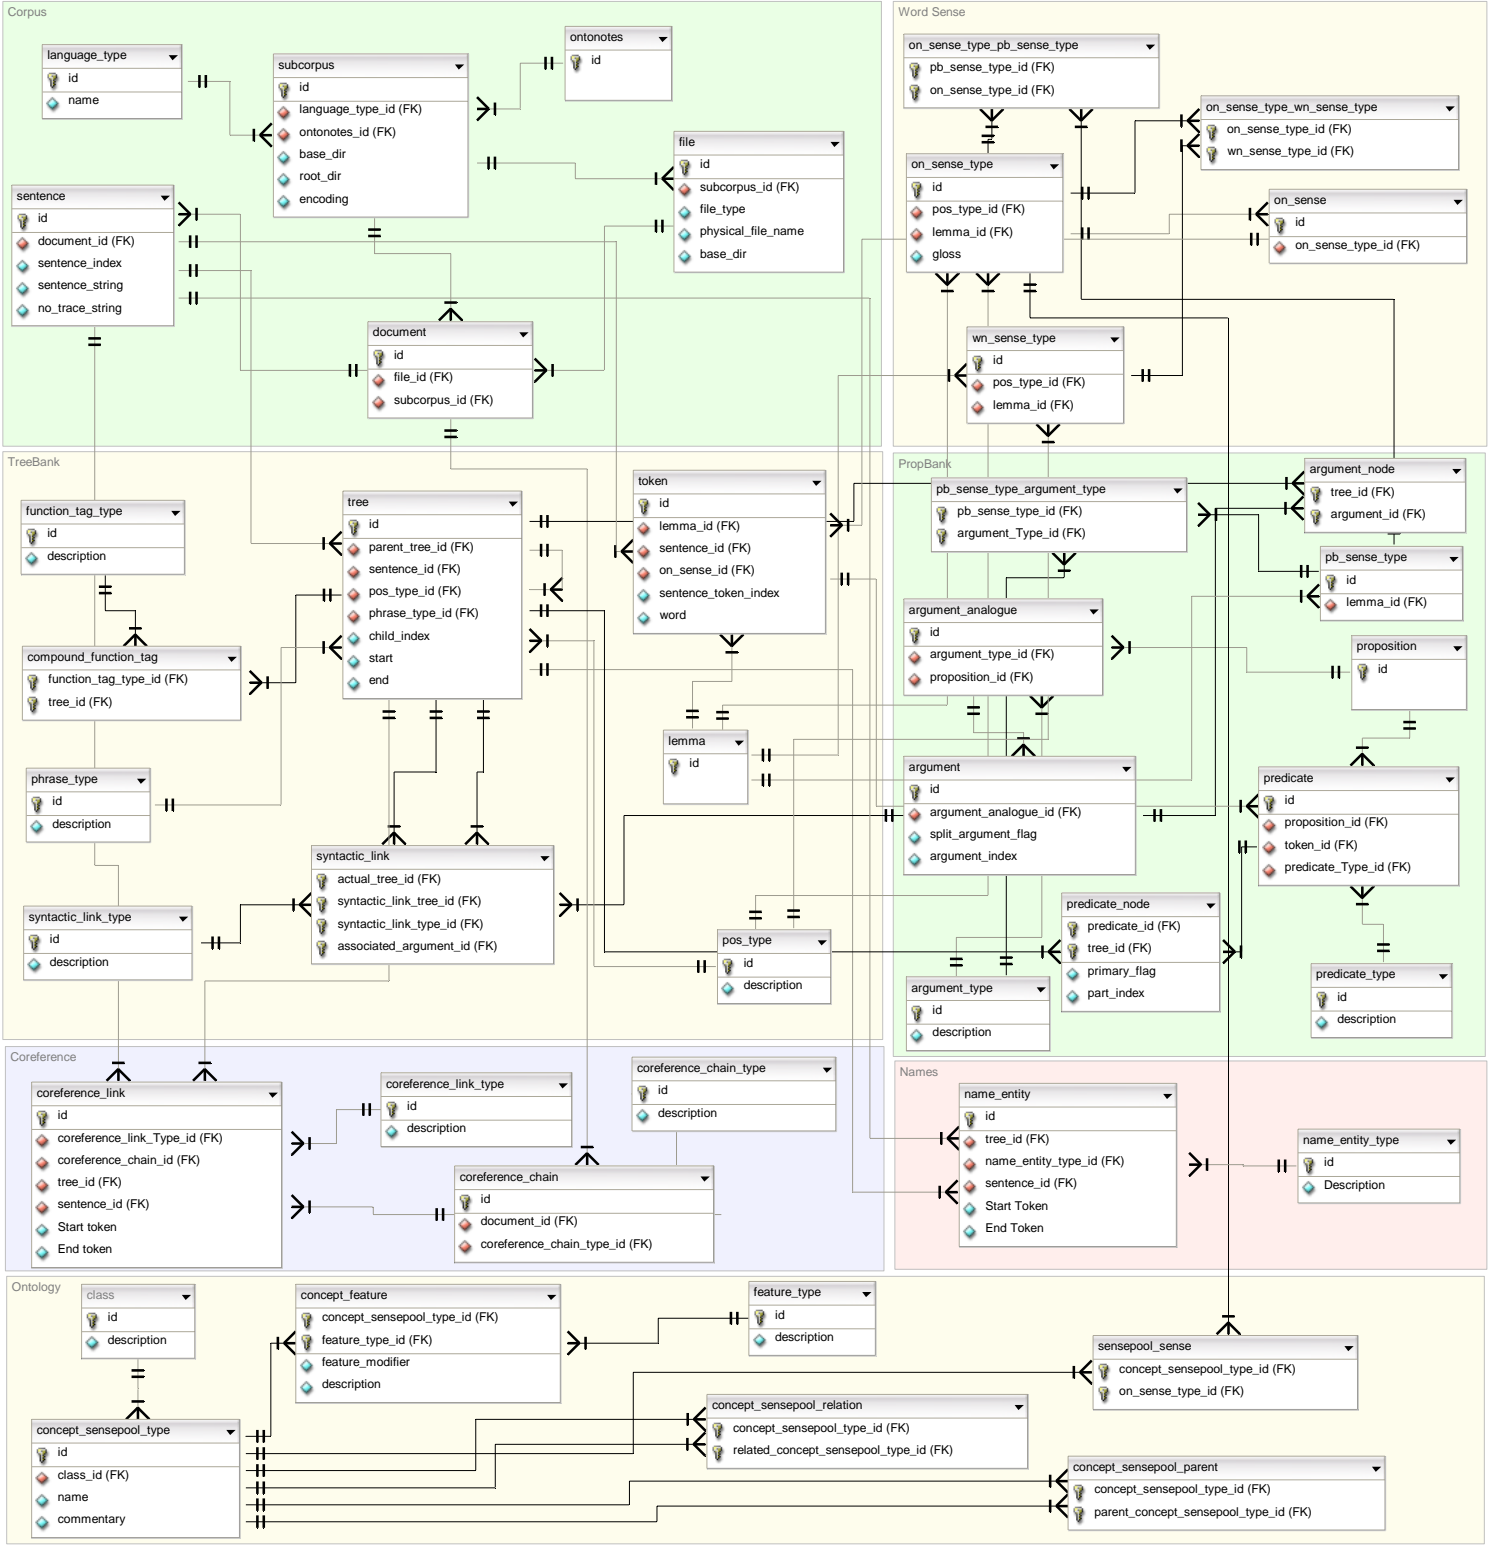 Corpus
language_type
id
name
subcorpus
id
language_type_id (FK)
ontonotes_id (FK)
base_dir
root_dir
encoding
ontonotes
id
file
id
subcorpus_id (FK)
file_type
physical_file_name
base_dir
sentence
id
document_id (FK)
sentence_index
sentence_string
no_trace_string
document
id
file_id (FK)
subcorpus_id (FK)
Word Sense
on_sense_type_pb_sense_type
pb_sense_type_id (FK)
on_sense_type_id (FK)
on_sense_type_wn_sense_type
on_sense_type_id (FK)
wn_sense_type_id (FK)
on_sense_type
id
pos_type_id (FK)
lemma_id (FK)
gloss
on_sense
id
on_sense_type_id (FK)
wn_sense_type
id
pos_type_id (FK)
lemma_id (FK)
TreeBank
function_tag_type
id
description
tree
id
parent_tree_id (FK)
sentence_id (FK)
pos_type_id (FK)
phrase_type_id (FK)
child_index
start
end
token
id
lemma_id (FK)
sentence_id (FK)
on_sense_id (FK)
sentence_token_index
word
compound_function_tag
function_tag_type_id (FK)
tree_id (FK)
phrase_type
id
description
lemma
id
syntactic_link
actual_tree_id (FK)
syntactic_link_tree_id (FK)
syntactic_link_type_id (FK)
associated_argument_id (FK)
syntactic_link_type
id
description
pos_type
id
description
PropBank
pb_sense_type_argument_type
pb_sense_type_id (FK)
argument_Type_id (FK)
argument_node
tree_id (FK)
argument_id (FK)
pb_sense_type
id
lemma_id (FK)
argument_analogue
id
argument_type_id (FK)
proposition_id (FK)
proposition
id
argument
id
argument_analogue_id (FK)
split_argument_flag
argument_index
predicate
id
proposition_id (FK)
token_id (FK)
predicate_Type_id (FK)
predicate_node
predicate_id (FK)
tree_id (FK)
primary_flag
part_index
argument_type
id
description
predicate_type
id
description
Coreference
coreference_link
id
coreference_link_Type_id (FK)
coreference_chain_id (FK)
tree_id (FK)
sentence_id (FK)
Start token
End token
coreference_link_type
id
description
coreference_chain_type
id
description
coreference_chain
id
document_id (FK)
coreference_chain_type_id (FK)
Names
name_entity
id
tree_id (FK)
name_entity_type_id (FK)
sentence_id (FK)
Start Token
End Token
name_entity_type
id
Description
Ontology
class
id
description
concept_feature
concept_sensepool_type_id (FK)
feature_type_id (FK)
feature_modifier
description
feature_type
id
description
sensepool_sense
concept_sensepool_type_id (FK)
on_sense_type_id (FK)
concept_sensepool_type
id
class_id (FK)
name
commentary
concept_sensepool_relation
concept_sensepool_type_id (FK)
related_concept_sensepool_type_id (FK)
concept_sensepool_parent
concept_sensepool_type_id (FK)
parent_concept_sensepool_type_id (FK)